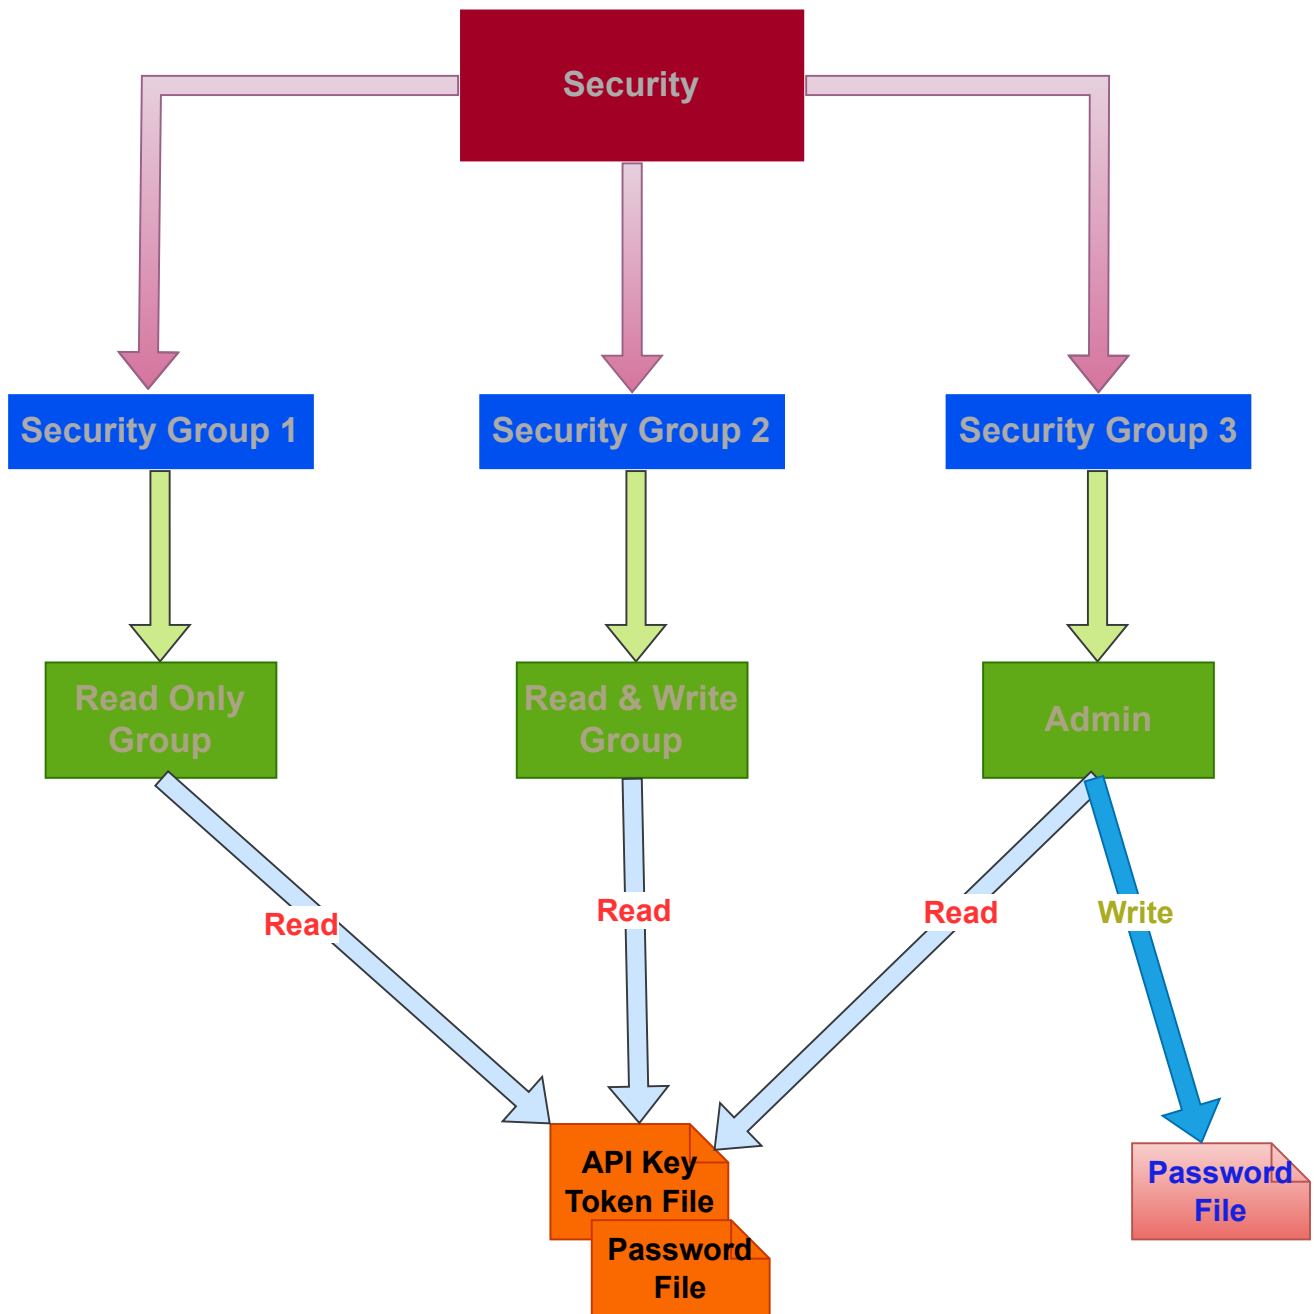 Security
Security Group 1
Security Group 2
Security Group 3
Read Only
Group
Read & Write
Group
Admin
Read
Read
Read
Write
API Key
Token File
Password
File
Password
File